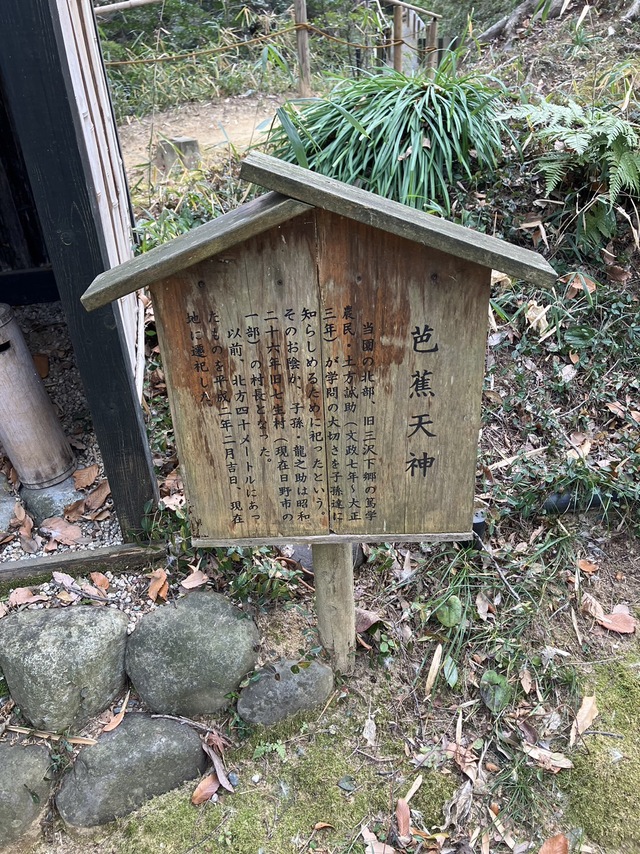 芭蕉天神
当園の北部、旧三沢下郷の篤学
農民・土方誠助(文政七年~大正
三年)が学問の大切さを子孫達に
知らしめるために祀ったという。
そのお陰か、子孫・龍之助は昭和
二十六年旧七生村(現在日野市の
一部)の村長となった。
以前、北方四十メートルにあっ
たものを平成二年二月吉日、現在
地に遷祀した。